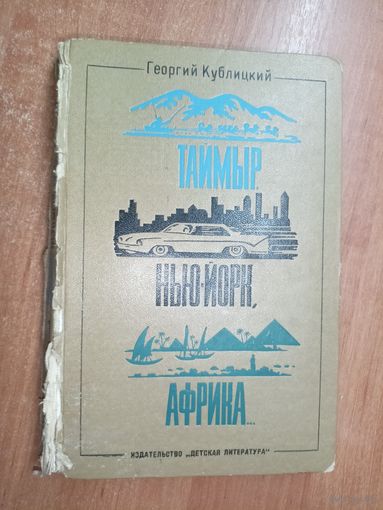 Георгий Кублицкий
ТАЙМЫР,
НЬЮ-ЙОРК,
АФРИКА...
ИЗДАТЕЛЬСТВО „ДЕТСКАЯ ЛИТЕРАТУРА"